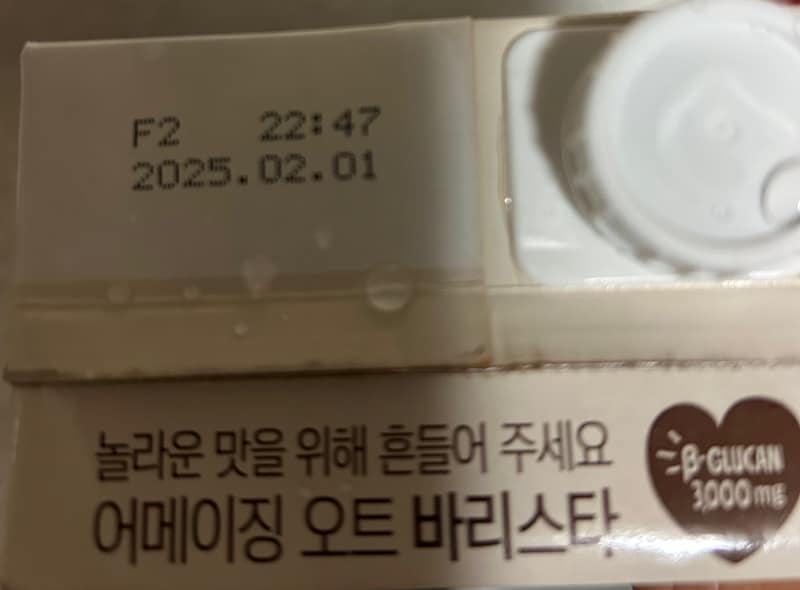 F2 22:47
2025.02.01
놀라운 맛을 위해 흔들어 주세요
어메이징 오트 바리스타
β-GLUCAN
3,000mg